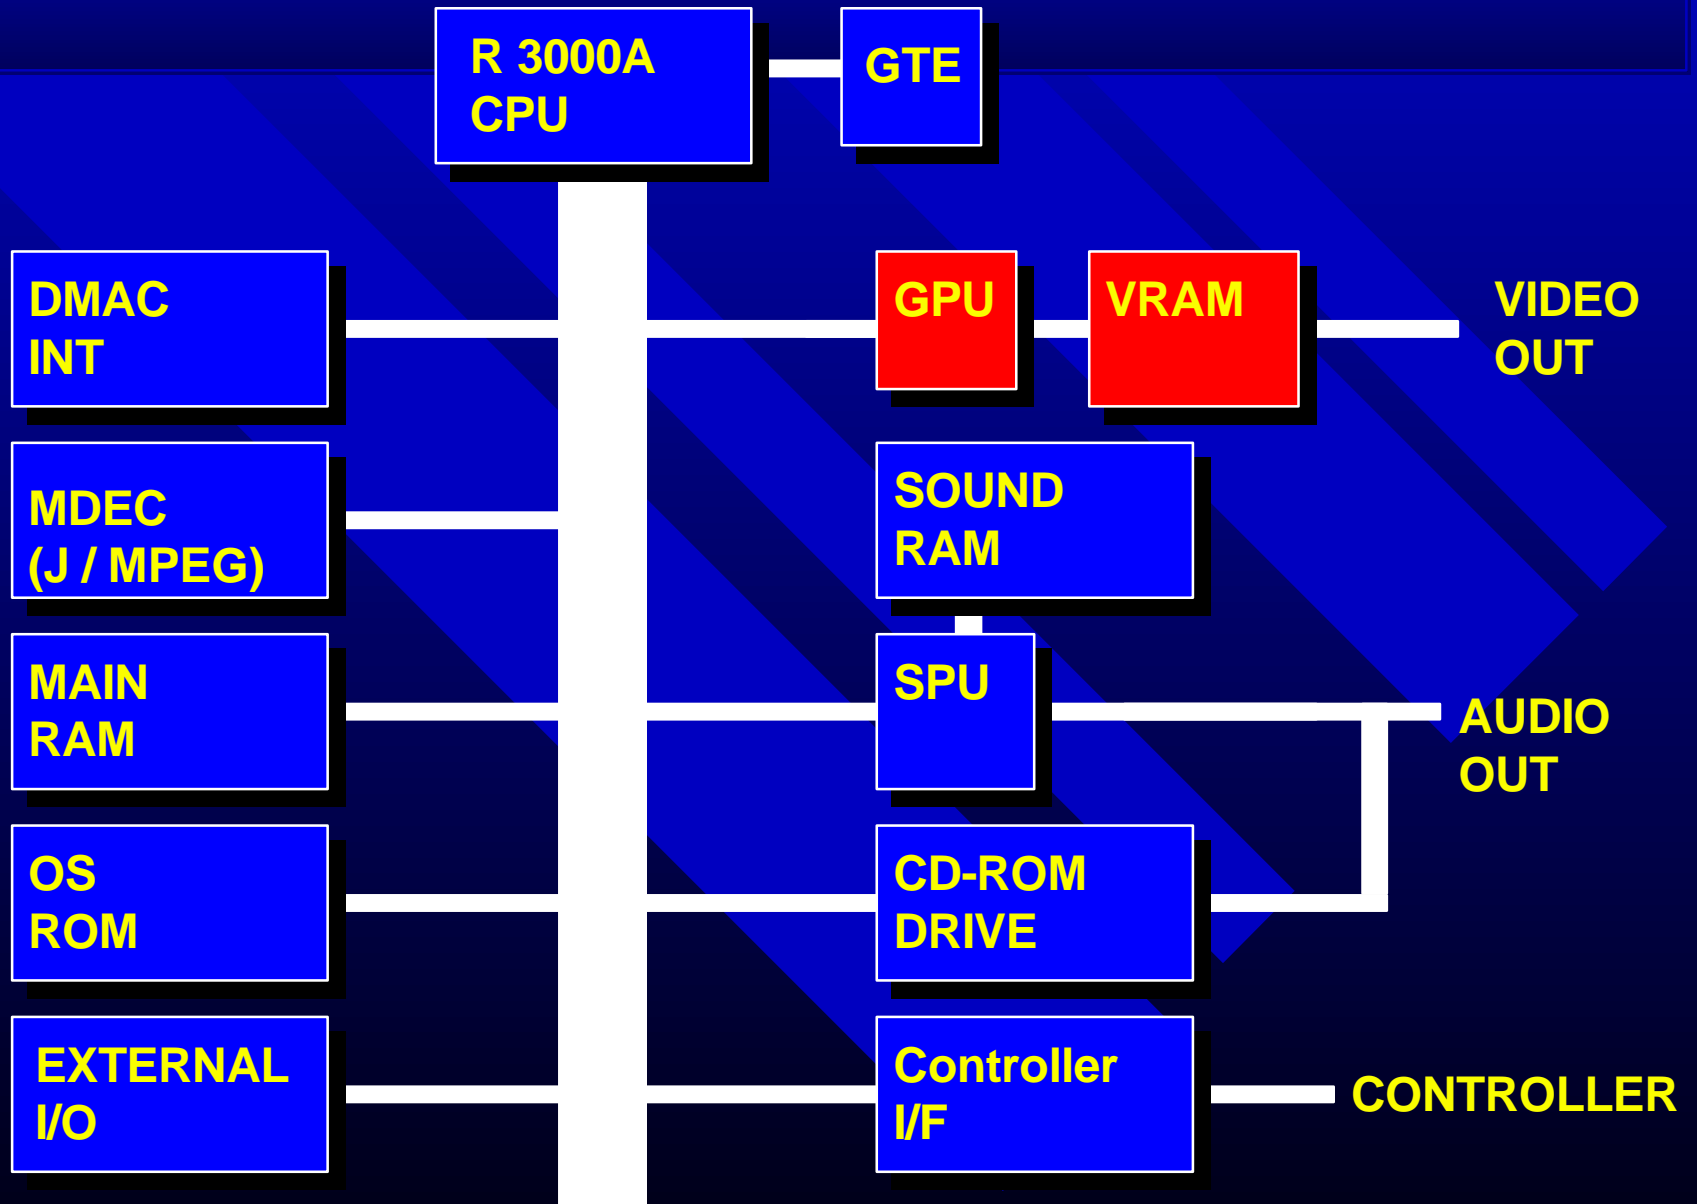 R 3000A
CPU
GTE
DMAC
INT
GPU
VRAM
VIDEO
OUT
MDEC
(J / MPEG)
SOUND
RAM
MAIN
RAM
SPU
AUDIO
OUT
OS
ROM
CD-ROM
DRIVE
EXTERNAL
I/O
Controller
I/F
CONTROLLER